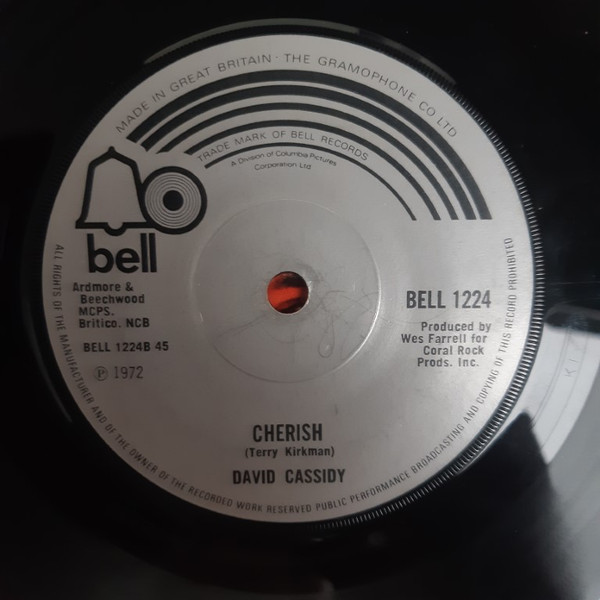 MADE IN GREAT BRITAIN · THE GRAMOPHONE CO LTD
TRADE MARK OF BELL RECORDS
A Division of Columbia Pictures
Corporation Ltd
bell
Ardmore &
Beechwood
MCPS.
Britico. NCB
BELL 1224B 45
Ⓟ 1972
BELL 1224
Produced by
Wes Farrell for
Coral Rock
Prods. Inc.
CHERISH
(Terry Kirkman)
DAVID CASSIDY
ALL RIGHTS OF THE MANUFACTURER AND OF THE OWNER OF THE RECORDED WORK RESERVED PUBLIC PERFORMANCE BROADCASTING AND COPYING OF THIS RECORD PROHIBITED